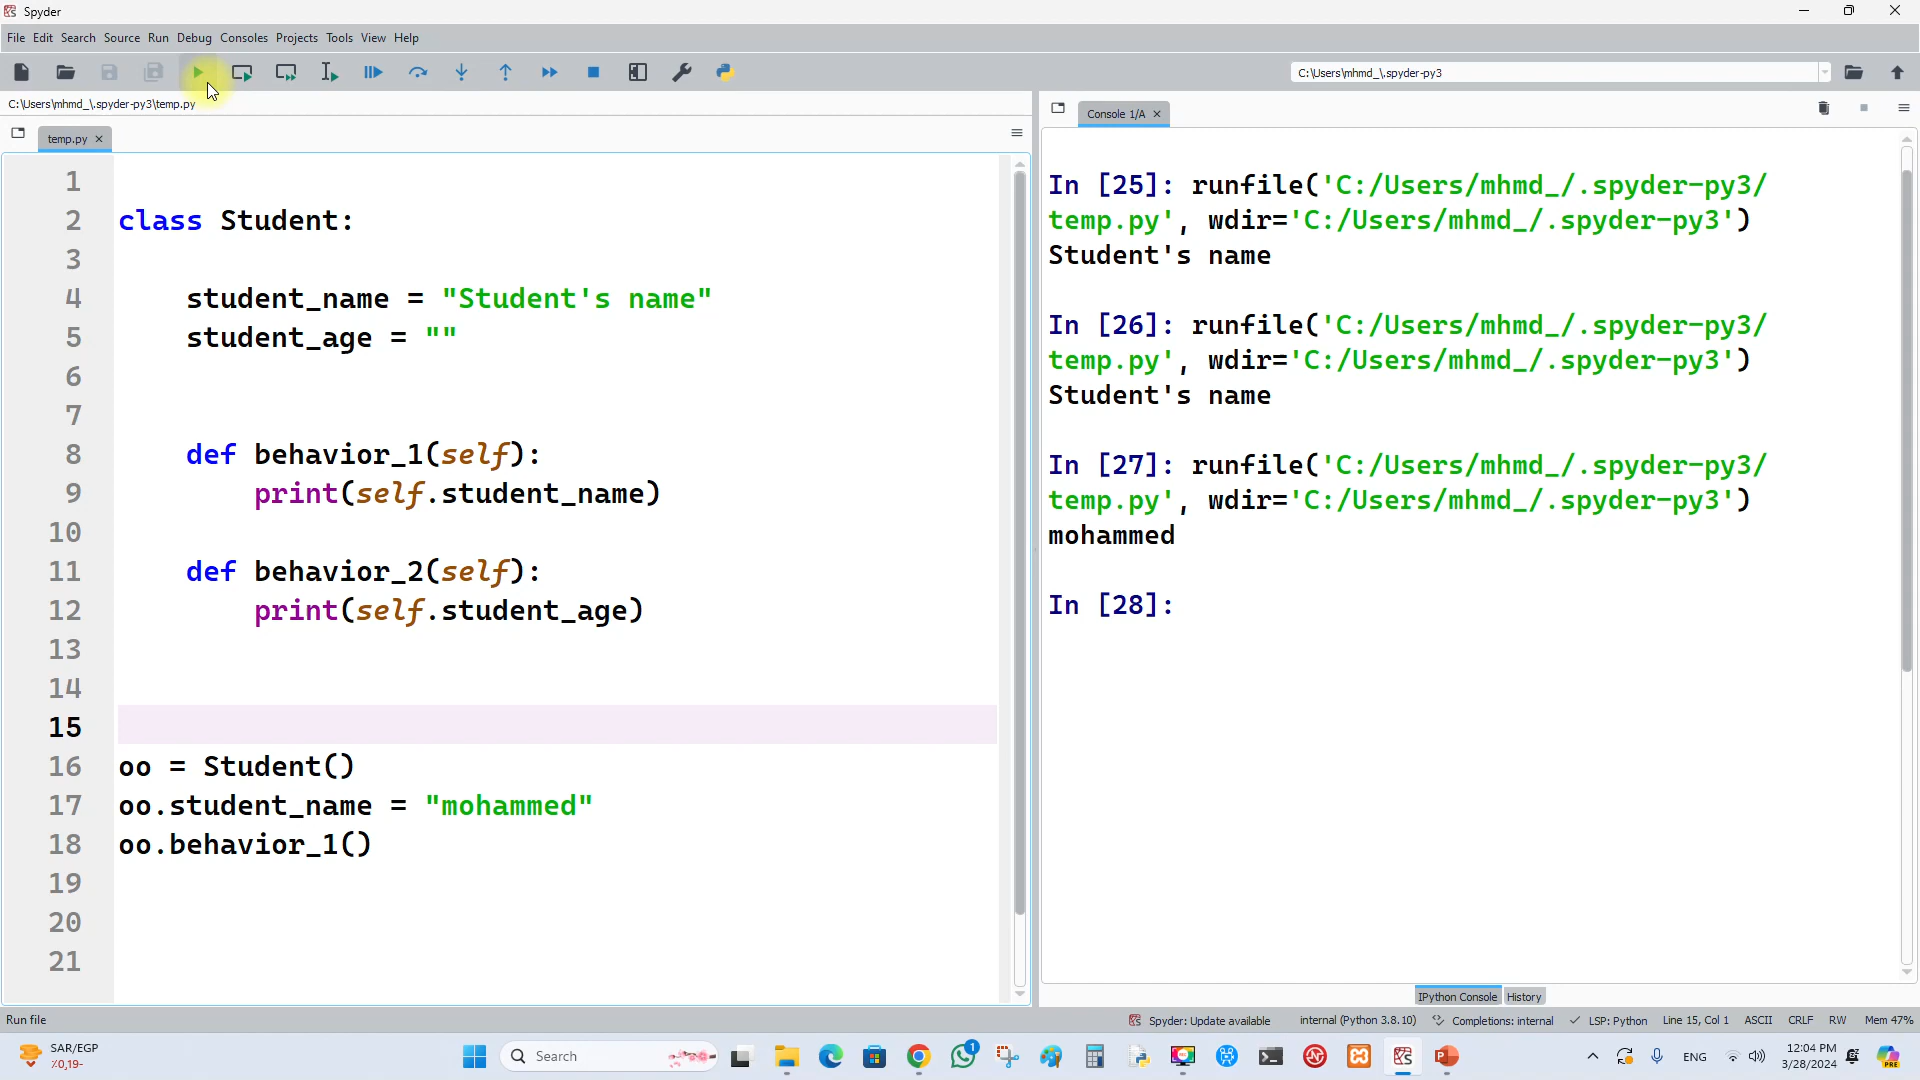 Spyder
File Edit Search Source Run Debug Consoles Projects Tools View Help
C:\Users\mhmd_\.spyder-py3
C:\Users\mhmd_\.spyder-py3\temp.py
temp.py
1
2 class Student:
3
4 student_name = "Student's name"
5 student_age = ""
6
7
8 def behavior_1(self):
9 print(self.student_name)
10
11 def behavior_2(self):
12 print(self.student_age)
13
14
15
16 oo = Student()
17 oo.student_name = "mohammed"
18 oo.behavior_1()
19
20
21
Console 1/A
In [25]: runfile('C:/Users/mhmd_/.spyder-py3/
temp.py', wdir='C:/Users/mhmd_/.spyder-py3')
Student's name
In [26]: runfile('C:/Users/mhmd_/.spyder-py3/
temp.py', wdir='C:/Users/mhmd_/.spyder-py3')
Student's name
In [27]: runfile('C:/Users/mhmd_/.spyder-py3/
temp.py', wdir='C:/Users/mhmd_/.spyder-py3')
mohammed
In [28]:
IPython Console History
Run file
Spyder: Update available internal (Python 3.8.10) Completions: internal LSP: Python Line 15, Col 1 ASCII CRLF RW Mem 47%
SAR/EGP
٪0,19-
Search
1
ENG
12:04 PM
3/28/2024
PRE